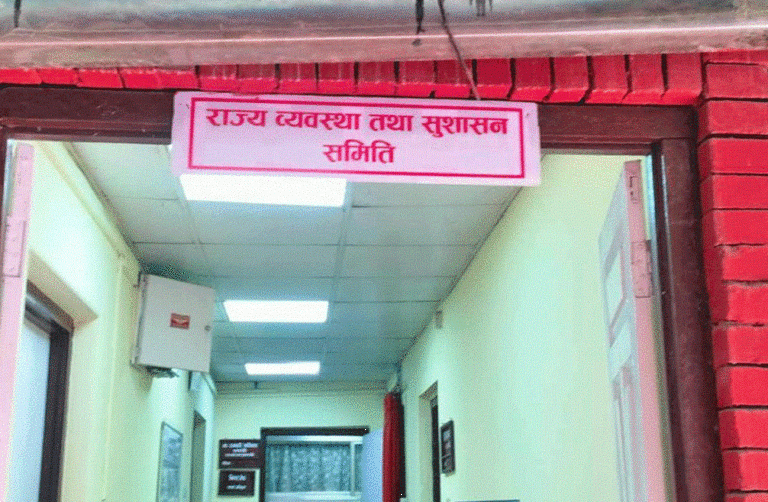 राज्य व्यवस्था तथा सुशासन
समिति